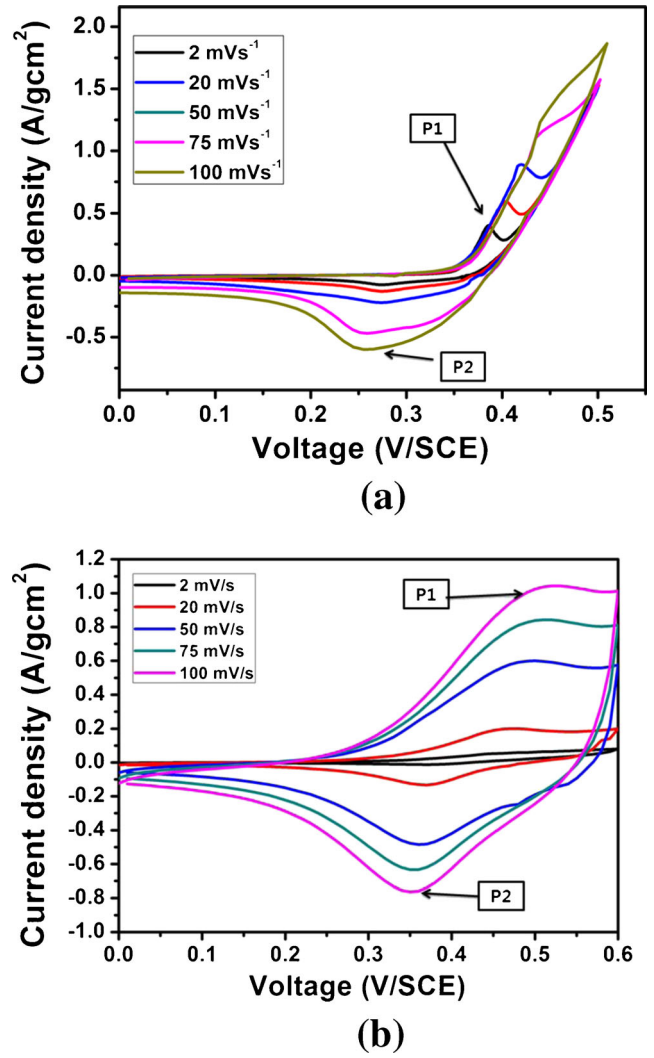 Current density (A/gcm²)
2.0
1.5
1.0
0.5
0.0
-0.5
2 mVs⁻¹
20 mVs⁻¹
50 mVs⁻¹
75 mVs⁻¹
100 mVs⁻¹
P1
P2
0.0 0.1 0.2 0.3 0.4 0.5
Voltage (V/SCE)
(a)
Current density (A/gcm²)
1.2
1.0
0.8
0.6
0.4
0.2
0.0
-0.2
-0.4
-0.6
-0.8
-1.0
2 mV/s
20 mV/s
50 mV/s
75 mV/s
100 mV/s
P1
P2
0.0 0.1 0.2 0.3 0.4 0.5 0.6
Voltage (V/SCE)
(b)